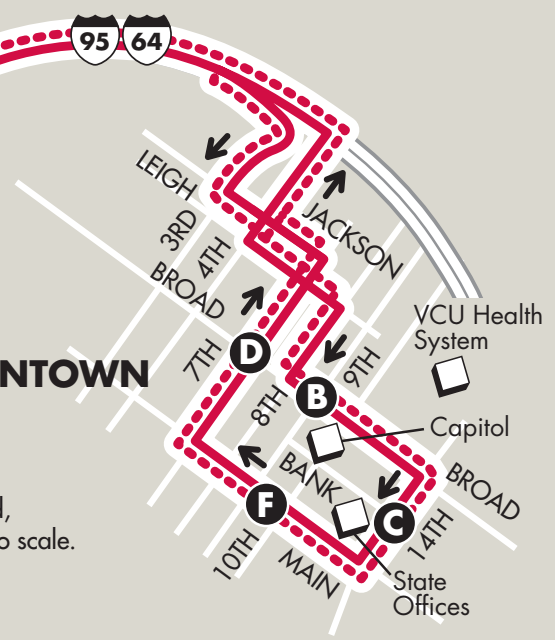 95 64
LEIGH
3RD
4TH
JACKSON
BROAD
VCU Health
System
7TH
D
9TH
NTOWN
8TH
B
Capitol
BANK
BROAD
d,
o scale.
F
C
14TH
10TH
MAIN
State
Offices